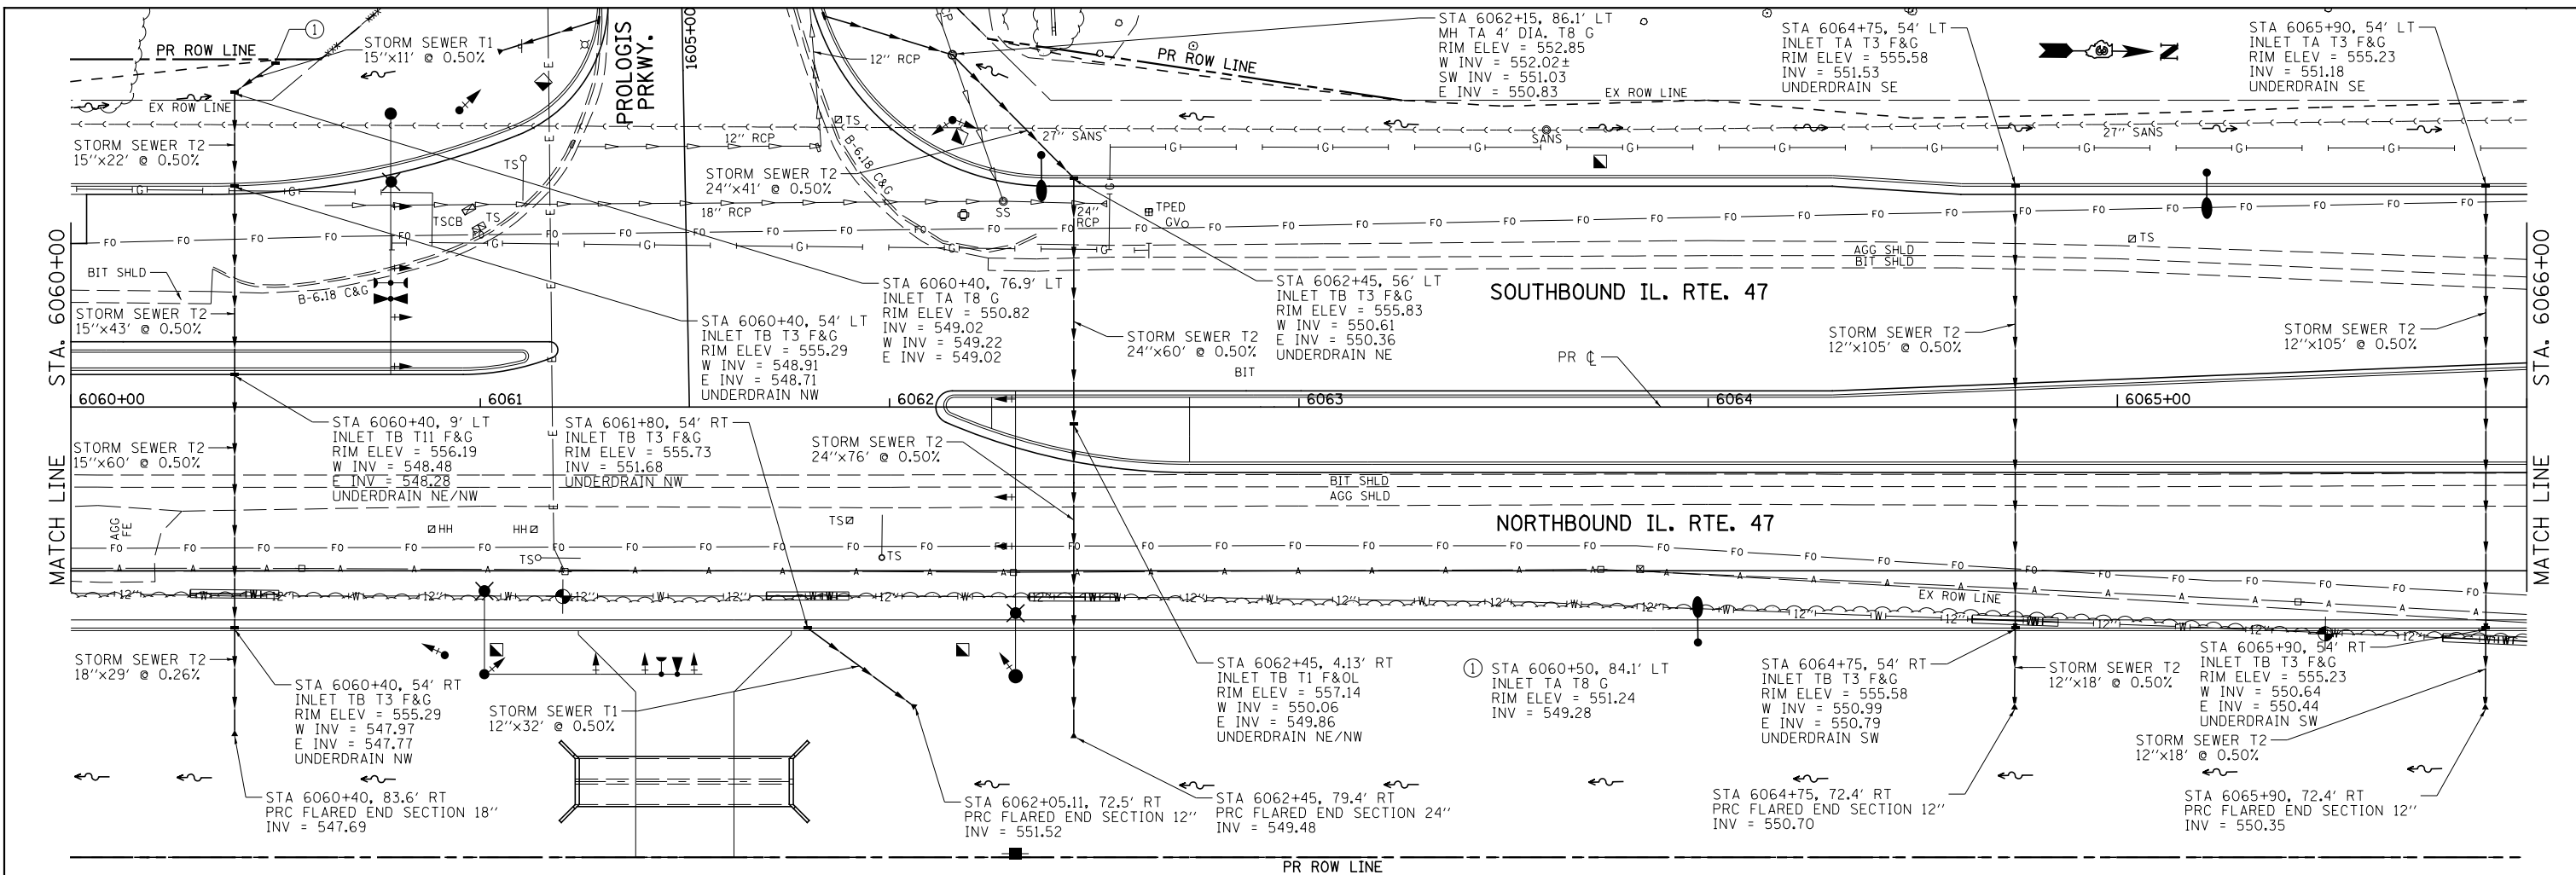 PR ROW LINE
1
STORM SEWER T1
15''x11' @ 0.50%
PROLOGIS
PRKWY.
1605+00
12'' RCP
PR ROW LINE
STA 6062+15, 86.1' LT
MH TA 4' DIA. T8 G
RIM ELEV = 552.85
W INV = 552.02±
SW INV = 551.03
E INV = 550.83
STA 6064+75, 54' LT
INLET TA T3 F&G
RIM ELEV = 555.58
INV = 551.53
UNDERDRAIN SE
N
STA 6065+90, 54' LT
INLET TA T3 F&G
RIM ELEV = 555.23
INV = 551.18
UNDERDRAIN SE
EX ROW LINE
EX ROW LINE
STORM SEWER T2
15''x22' @ 0.50%
12'' RCP
TS
27'' SANS
SANS
27'' SANS
B-6.18 C&G
TS
STORM SEWER T2
24''x41' @ 0.50%
18'' RCP
SS
24''
RCP
TPED
GV
TSCB
TS
TS
AGG SHLD
BIT SHLD
STA. 6060+00
MATCH LINE
BIT SHLD
B-6.18 C&G
STORM SEWER T2
15''x43' @ 0.50%
STA 6060+40, 76.9' LT
INLET TA T8 G
RIM ELEV = 550.82
INV = 549.02
W INV = 549.22
E INV = 549.02
STA 6060+40, 54' LT
INLET TB T3 F&G
RIM ELEV = 555.29
W INV = 548.91
E INV = 548.71
UNDERDRAIN NW
STORM SEWER T2
24''x60' @ 0.50%
STA 6062+45, 56' LT
INLET TB T3 F&G
RIM ELEV = 555.83
W INV = 550.61
E INV = 550.36
UNDERDRAIN NE
BIT
SOUTHBOUND IL. RTE. 47
PR ℄
STORM SEWER T2
12''x105' @ 0.50%
STORM SEWER T2
12''x105' @ 0.50%
STA. 6066+00
MATCH LINE
6060+00
6061
6062
6063
6064
6065+00
STORM SEWER T2
15''x60' @ 0.50%
STA 6060+40, 9' LT
INLET TB T11 F&G
RIM ELEV = 556.19
W INV = 548.48
E INV = 548.28
UNDERDRAIN NE/NW
STA 6061+80, 54' RT
INLET TB T3 F&G
RIM ELEV = 555.73
INV = 551.68
UNDERDRAIN NW
STORM SEWER T2
24''x76' @ 0.50%
BIT SHLD
AGG SHLD
NORTHBOUND IL. RTE. 47
AGG
FE
HH
HH
TS
TS
TS
EX ROW LINE
STORM SEWER T2
18''x29' @ 0.26%
STA 6060+40, 54' RT
INLET TB T3 F&G
RIM ELEV = 555.29
W INV = 547.97
E INV = 547.77
UNDERDRAIN NW
STORM SEWER T1
12''x32' @ 0.50%
STA 6062+45, 4.13' RT
INLET TB T1 F&OL
RIM ELEV = 557.14
W INV = 550.06
E INV = 549.86
UNDERDRAIN NE/NW
1 STA 6060+50, 84.1' LT
INLET TA T8 G
RIM ELEV = 551.24
INV = 549.28
STA 6064+75, 54' RT
INLET TB T3 F&G
RIM ELEV = 555.58
W INV = 550.99
E INV = 550.79
UNDERDRAIN SW
STORM SEWER T2
12''x18' @ 0.50%
STA 6065+90, 54' RT
INLET TB T3 F&G
RIM ELEV = 555.23
W INV = 550.64
E INV = 550.44
UNDERDRAIN SW
STORM SEWER T2
12''x18' @ 0.50%
STA 6060+40, 83.6' RT
PRC FLARED END SECTION 18''
INV = 547.69
STA 6062+05.11, 72.5' RT
PRC FLARED END SECTION 12''
INV = 551.52
STA 6062+45, 79.4' RT
PRC FLARED END SECTION 24''
INV = 549.48
STA 6064+75, 72.4' RT
PRC FLARED END SECTION 12''
INV = 550.70
STA 6065+90, 72.4' RT
PRC FLARED END SECTION 12''
INV = 550.35
PR ROW LINE